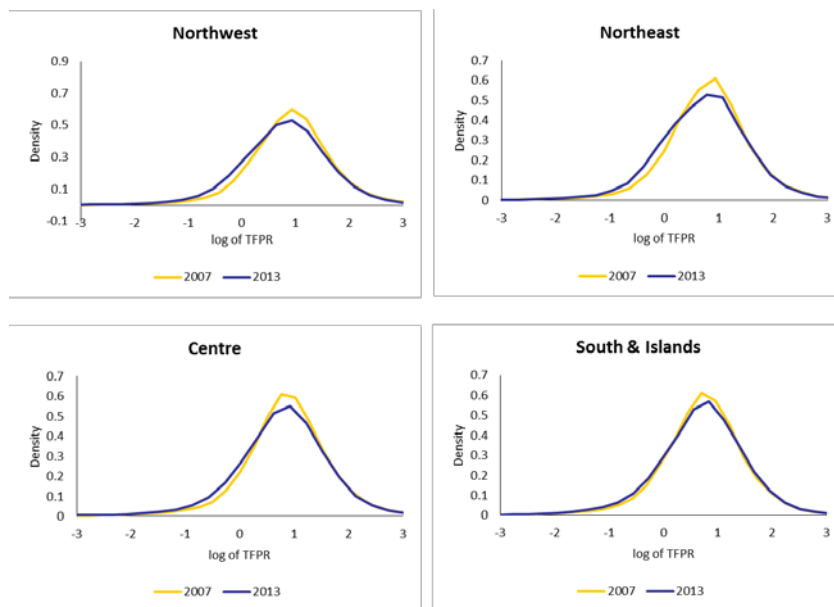 Northwest
0.9
0.7
0.5
0.3
0.1
-0.1
Density
-3 -2 -1 0 1 2 3
log of TFPR
2007 2013
Northeast
0.7
0.6
0.5
0.4
0.3
0.2
0.1
0
Density
-3 -2 -1 0 1 2 3
log of TFPR
2007 2013
Centre
0.7
0.6
0.5
0.4
0.3
0.2
0.1
0
Density
-3 -2 -1 0 1 2 3
log of TFPR
2007 2013
South & Islands
0.7
0.6
0.5
0.4
0.3
0.2
0.1
0
Density
-3 -2 -1 0 1 2 3
log of TFPR
2007 2013